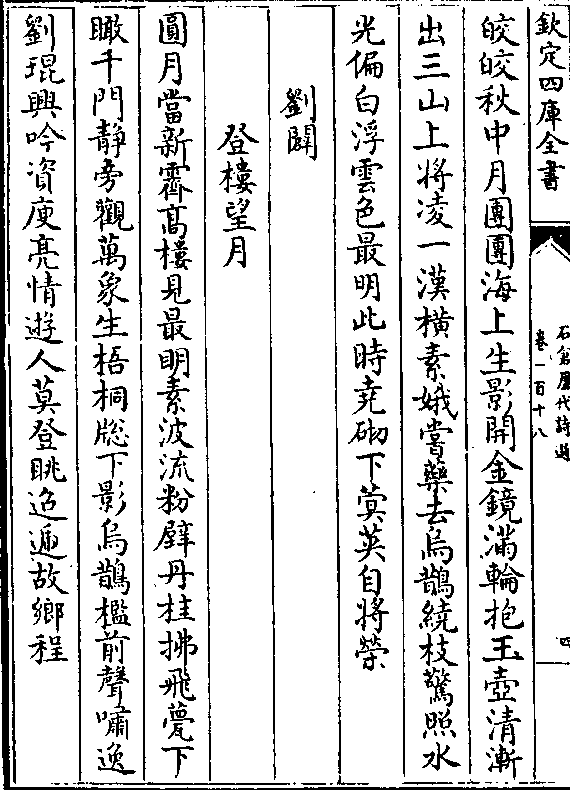 欽定四庫全書
石倉歷代詩選
卷一百十八
四
皎皎秋中月團團海上生影開金鏡滿輪抱玉壺清漸
出三山上將凌一漢橫素娥嘗藥去烏鵲繞枝驚照水
光偏白浮雲色最明此時堯砌下蓂英自將榮
劉闢
登樓望月
圓月當新霽高樓見最明素波流粉壁丹桂拂飛甍下
瞰千門靜旁觀萬象生梧桐牕下影烏鵲檻前聲嘯逸
劉琨興吟資庾亮情遊人莫登眺迢遞故鄉程